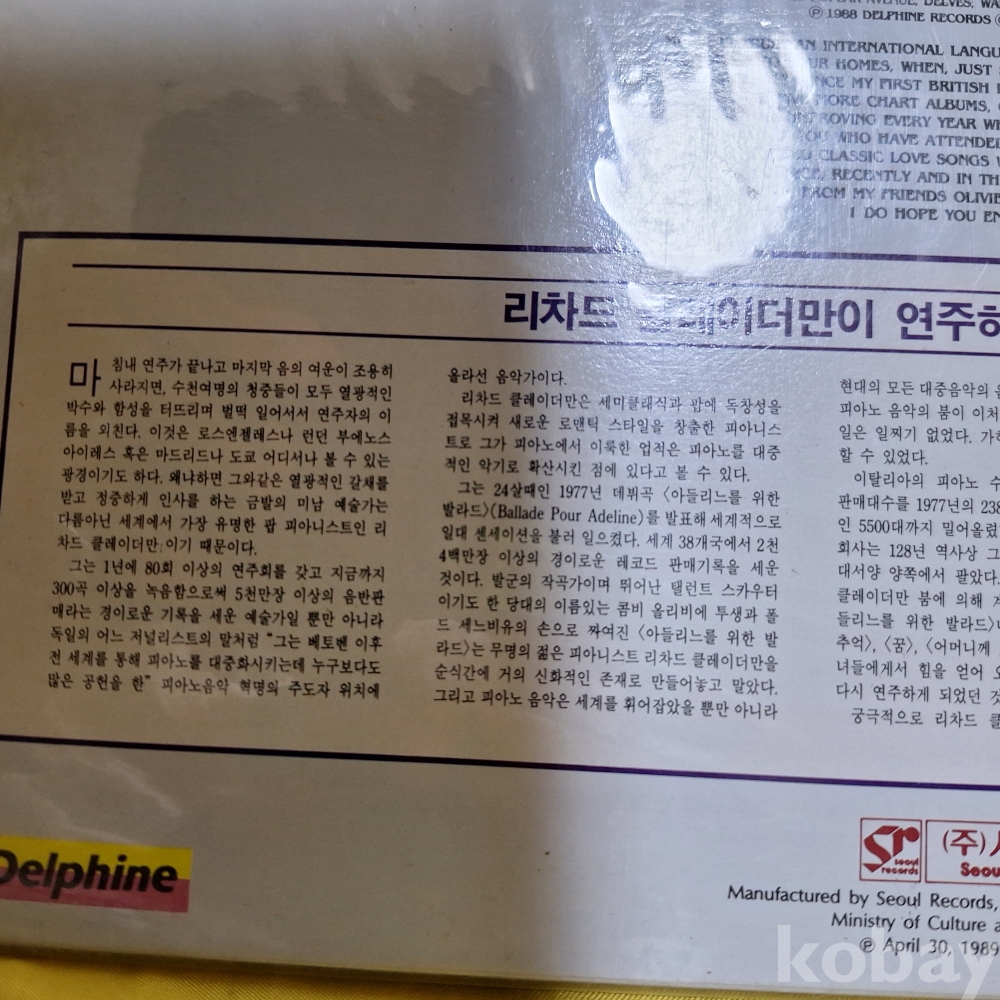 AVENUE, DELVES, WA
℗ 1988 DELPHINE RECORDS
AN INTERNATIONAL LANGU
UR HOMES, WHEN, JUST
NCE MY FIRST BRITISH
MORE CHART ALBUMS,
ROVING EVERY YEAR WI
OU WHO HAVE ATTENDED
D CLASSIC LOVE SONGS
CE, RECENTLY AND IN TH
FROM MY FRIENDS OLIVIE
I DO HOPE YOU EN
리차드 클레이더만이 연주하
마침내 연주가 끝나고 마지막 음의 여운이 조용히
사라지면, 수천여명의 청중들이 모두 열광적인
박수와 함성을 터뜨리며 벌떡 일어서서 연주자의 이
름을 외친다. 이것은 로스엔젤레스나 런던 부에노스
아이레스 혹은 마드리드나 도쿄 어디서나 볼 수 있는
광경이기도 하다. 왜냐하면 그와같은 열광적인 갈채를
받고 정중하게 인사를 하는 금발의 미남 예술가는
다름아닌 세계에서 가장 유명한 팝 피아니스트인 리
차드 클레이더만 이기 때문이다.
그는 1년에 80회 이상의 연주회를 갖고 지금까지
300곡 이상을 녹음함으로써 5천만장 이상의 음반판
매라는 경이로운 기록을 세운 예술가일 뿐만 아니라
독일의 어느 저널리스트의 말처럼 “그는 베토벤 이후
전 세계를 통해 피아노를 대중화시키는데 누구보다도
많은 공헌을 한” 피아노음악 혁명의 주도자 위치에
올라선 음악가이다.
리차드 클레이더만은 세미클래식과 팝에 독창성을
접목시켜 새로운 로맨틱 스타일을 창출한 피아니스
트로 그가 피아노에서 이룩한 업적은 피아노를 대중
적인 악기로 확산시킨 점에 있다고 볼 수 있다.
그는 24살때인 1977년 데뷔곡 〈아들리느를 위한
발라드〉(Ballade Pour Adeline)를 발표해 세계적으로
일대 센세이션을 불러 일으켰다. 세계 38개국에서 2천
4백만장 이상의 경이로운 레코드 판매기록을 세운
것이다. 발군의 작곡가이며 뛰어난 탤런트 스카우터
이기도 한 당대의 이름있는 콤비 올리비에 투생과 폴
드 세느비유의 손으로 짜여진 〈아들리느를 위한 발
라드〉는 무명의 젊은 피아니스트 리차드 클레이더만을
순식간에 거의 신화적인 존재로 만들어놓고 말았다.
그리고 피아노 음악은 세계를 휘어잡았을 뿐만 아니라
현대의 모든 대중음악의
피아노 음악의 붐이 이처
일은 일찌기 없었다. 가
할 수 있었다.
이탈리아의 피아노 수
판매대수를 1977년의 238
인 5500대까지 밀어올렸
회사는 128년 역사상 그
대서양 양쪽에서 팔았다.
클레이더만 붐에 의해
들리느를 위한 발라드〉
추억〉, 〈꿈〉, 〈어머니께
녀들에게서 힘을 얻어
다시 연주하게 되었던 것
궁극적으로 리차드 클
Delphine
Sr seoul records
(주)
Seou
Manufactured by Seoul Records,
Ministry of Culture a
℗ April 30, 1989
kobay